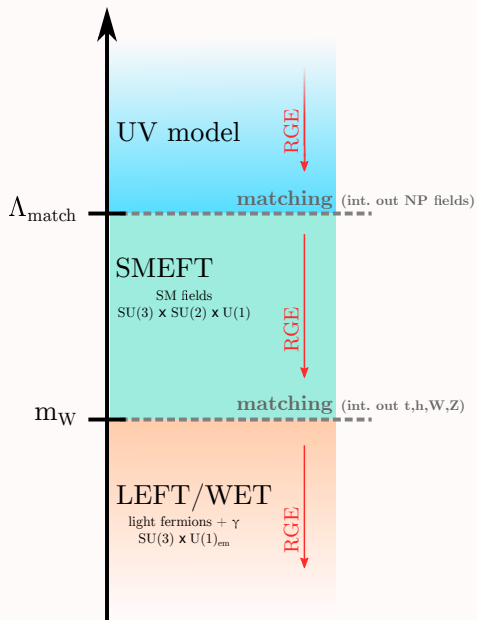 UV model
RGE
matching (int. out NP fields)
Λmatch
SMEFT
SM fields
SU(3) x SU(2) x U(1)
RGE
matching (int. out t,h,W,Z)
mW
LEFT/WET
light fermions + γ
SU(3) x U(1)em
RGE